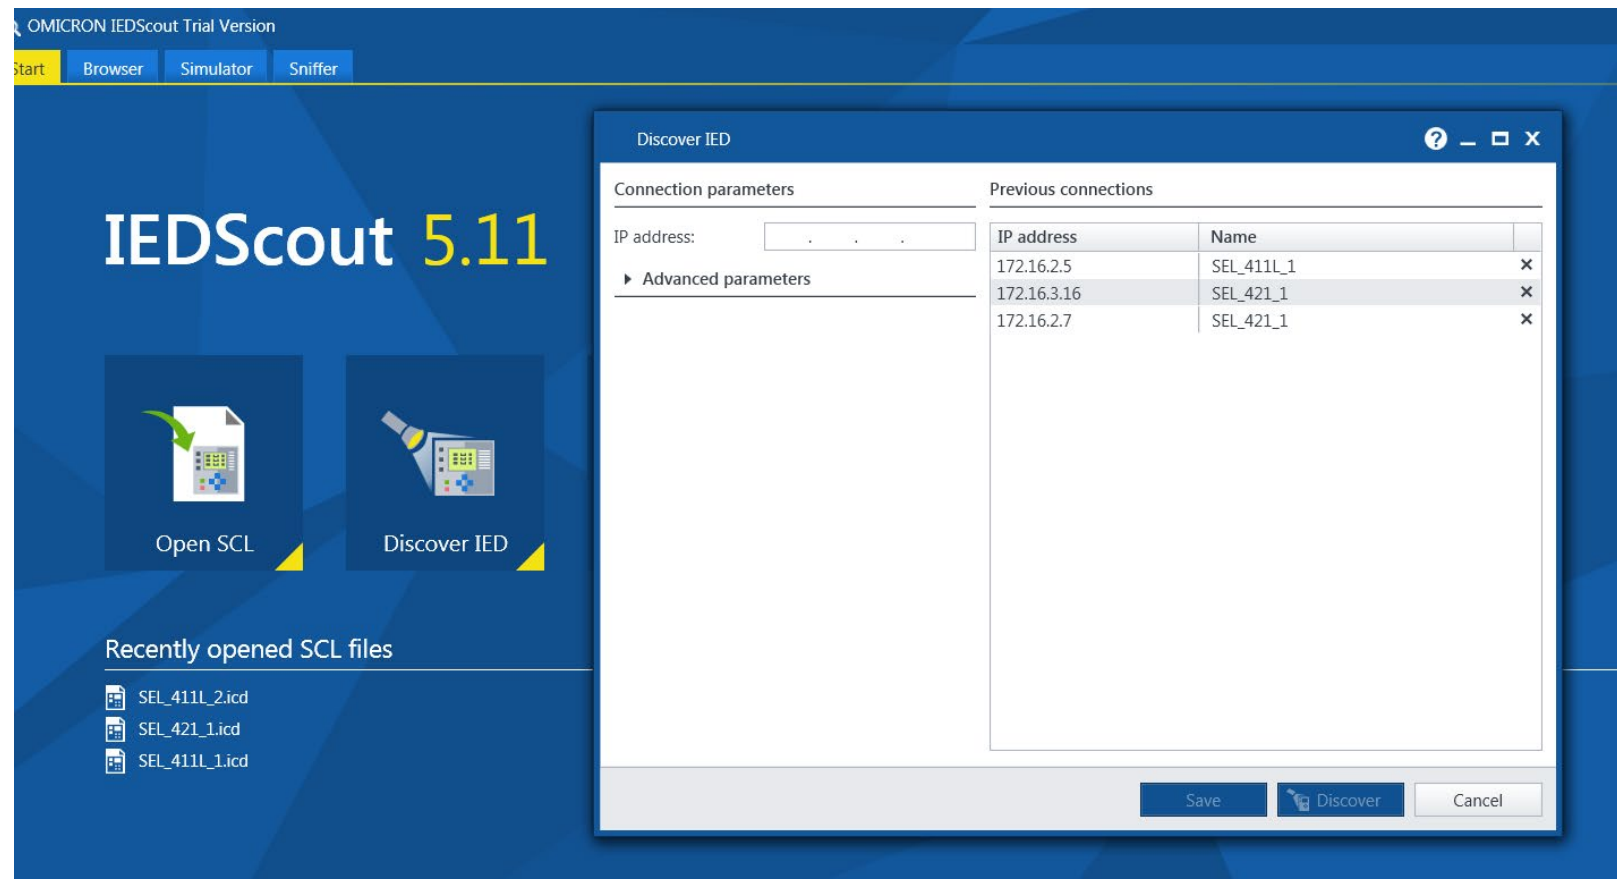 OMICRON IEDScout Trial Version
Start Browser Simulator Sniffer
IEDScout 5.11
Open SCL
Discover IED
Recently opened SCL files
SEL_411L_2.icd
SEL_421_1.icd
SEL_411L_1.icd
Discover IED
Connection parameters
IP address: . . .
Advanced parameters
Previous connections
IP address Name
172.16.2.5 SEL_411L_1
172.16.3.16 SEL_421_1
172.16.2.7 SEL_421_1
Save Discover Cancel